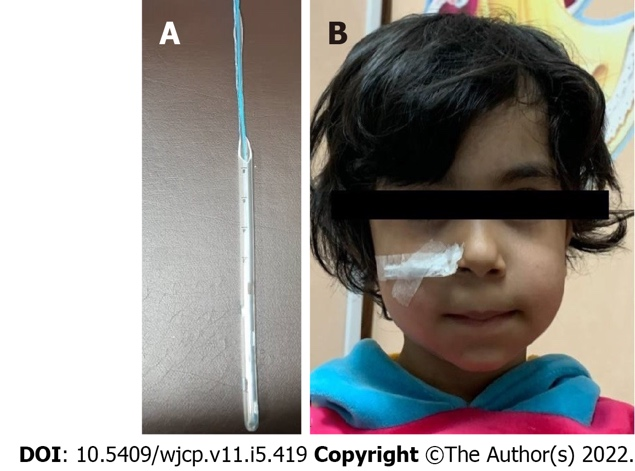 A
B
DOI: 10.5409/wjcp.v11.i5.419 Copyright ©The Author(s) 2022.